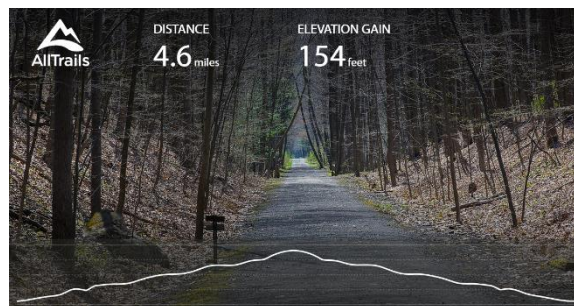 AllTrails
DISTANCE
4.6 miles
ELEVATION GAIN
154 feet